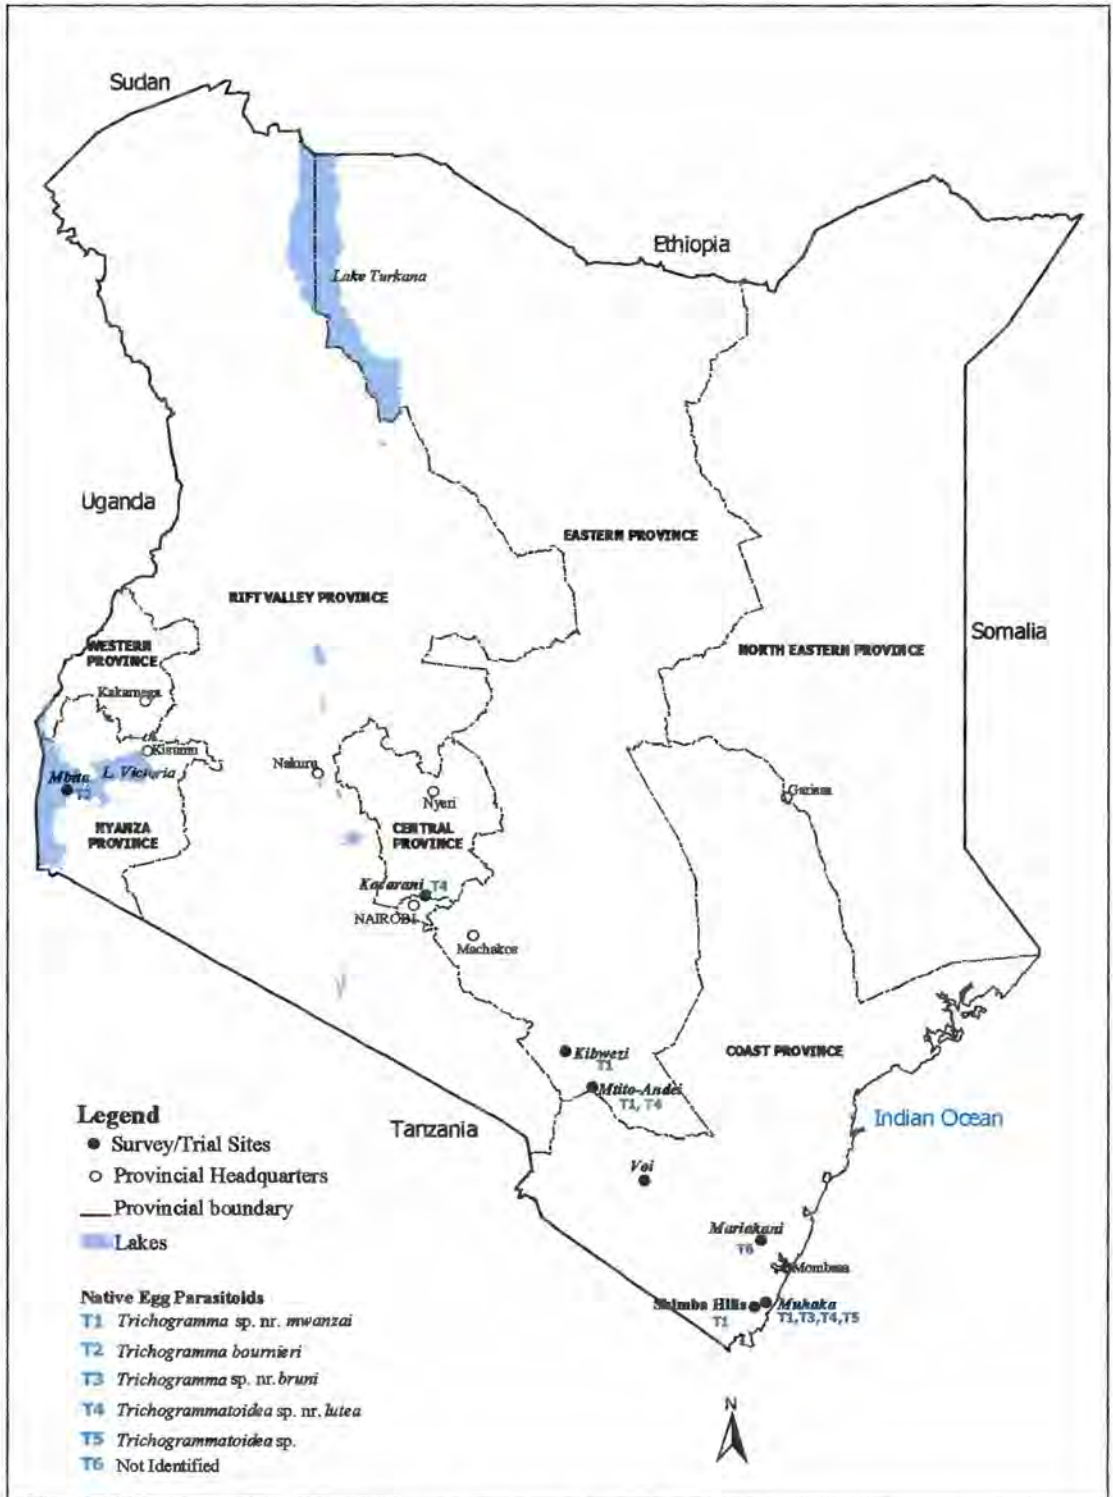 Sudan
Ethiopia
Lake Turkana
Uganda
EASTERN PROVINCE
RIFT VALLEY PROVINCE
Somalia
WESTERN
PROVINCE
NORTH EASTERN PROVINCE
Kakamega
Kisumu
L. Victoria
Mbita
Nakuru
Nyeri
Garissa
NYANZA
PROVINCE
CENTRAL
PROVINCE
T4
NAIROBI
Machakos
Kibwezi
T1
COAST PROVINCE
Mtito-Andei
T1, T4
Indian Ocean
Tanzania
Voi
Mariakani
T6
Mombasa
Shimba Hills
T1
Muhaka
T1,T3,T4,T5
Legend
Survey/Trial Sites
Provincial Headquarters
Provincial boundary
Lakes
Native Egg Parasitoids
T1 Trichogramma sp. nr. mwanzai
T2 Trichogramma bournieri
T3 Trichogramma sp. nr. bruni
T4 Trichogrammatoidea sp. nr. lutea
T5 Trichogrammatoidea sp.
T6 Not Identified
N